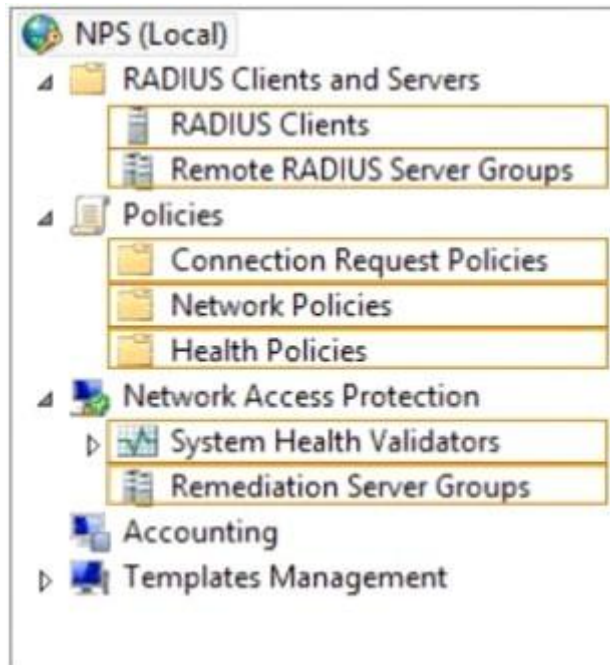 NPS (Local)
RADIUS Clients and Servers
RADIUS Clients
Remote RADIUS Server Groups
Policies
Connection Request Policies
Network Policies
Health Policies
Network Access Protection
System Health Validators
Remediation Server Groups
Accounting
Templates Management